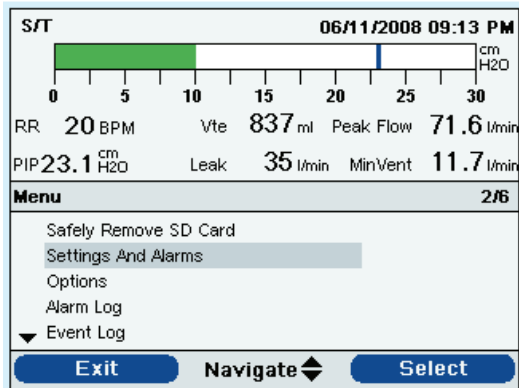 S/T 06/11/2008 09:13 PM
cm H2O
0 5 10 15 20 25 30
RR 20 BPM Vte 837 ml Peak Flow 71.6 l/min
PIP 23.1 cm H2O Leak 35 l/min MinVent 11.7 l/min
Menu 2/6
Safely Remove SD Card
Settings And Alarms
Options
Alarm Log
Event Log
Exit Navigate Select